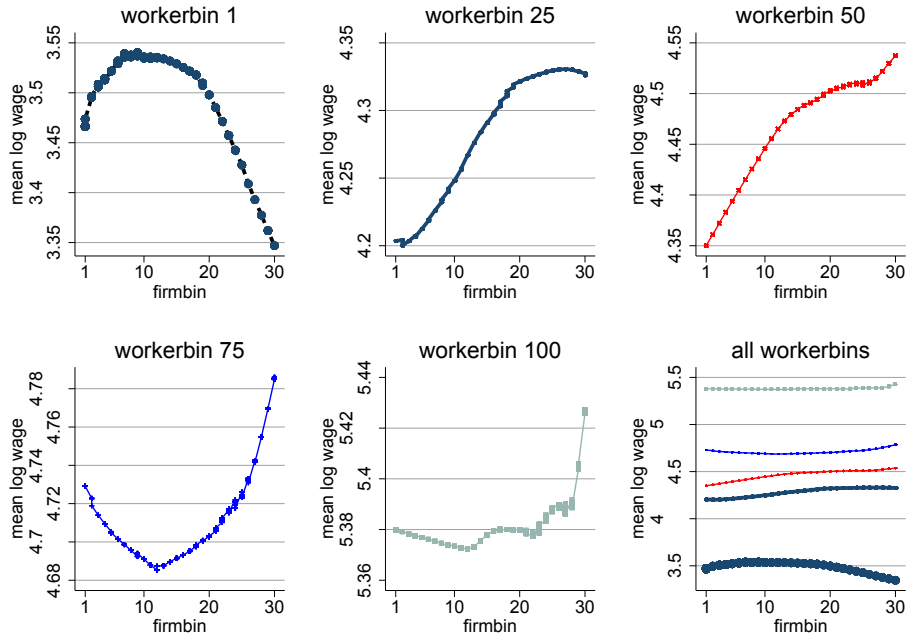 workerbin 1
mean log wage
3.55
3.5
3.45
3.4
3.35
1 10 20 30
firmbin
workerbin 25
mean log wage
4.35
4.3
4.25
4.2
1 10 20 30
firmbin
workerbin 50
mean log wage
4.55
4.5
4.45
4.4
4.35
1 10 20 30
firmbin
workerbin 75
mean log wage
4.78
4.76
4.74
4.72
4.7
4.68
1 10 20 30
firmbin
workerbin 100
mean log wage
5.44
5.42
5.4
5.38
5.36
1 10 20 30
firmbin
all workerbins
mean log wage
5.5
5
4.5
4
3.5
1 10 20 30
firmbin